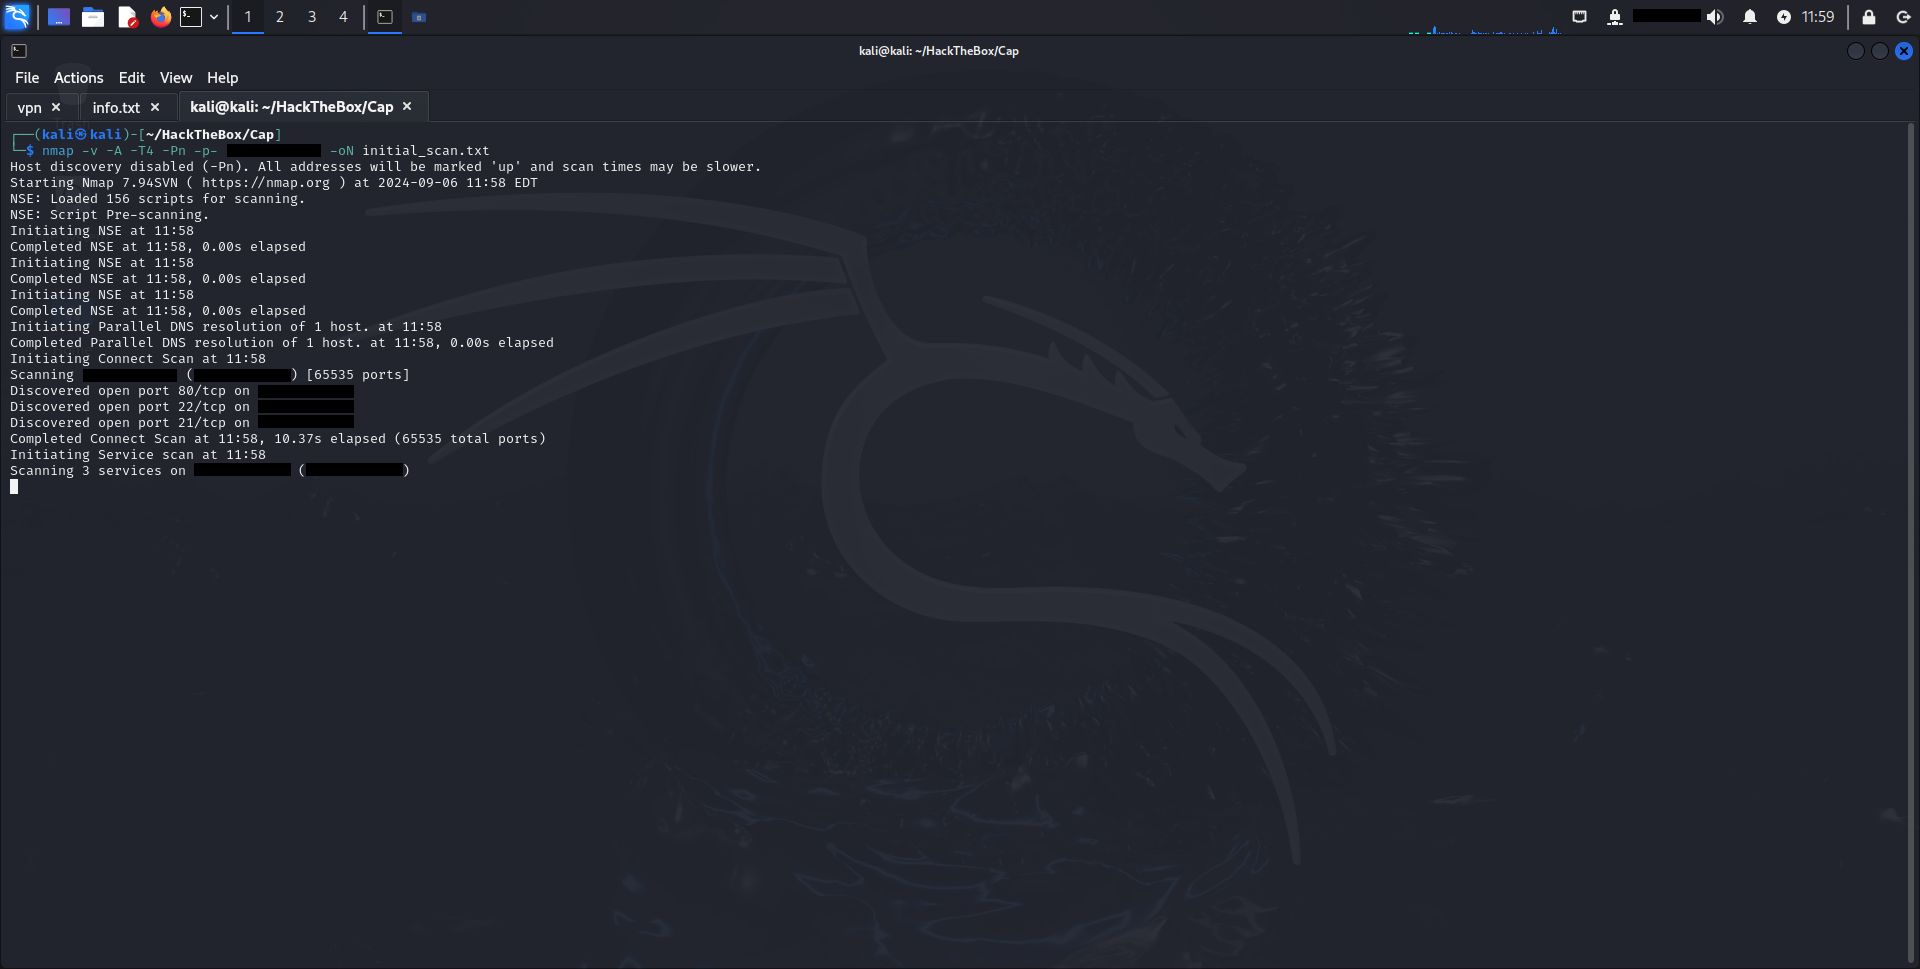 1 2 3 4
11:59
kali@kali: ~/HackTheBox/Cap
File Actions Edit View Help
vpn × info.txt × kali@kali: ~/HackTheBox/Cap ×
┌──(kali㉿kali)-[~/HackTheBox/Cap]
└─$ nmap -v -A -T4 -Pn -p- -oN initial_scan.txt
Host discovery disabled (-Pn). All addresses will be marked 'up' and scan times may be slower.
Starting Nmap 7.94SVN ( https://nmap.org ) at 2024-09-06 11:58 EDT
NSE: Loaded 156 scripts for scanning.
NSE: Script Pre-scanning.
Initiating NSE at 11:58
Completed NSE at 11:58, 0.00s elapsed
Initiating NSE at 11:58
Completed NSE at 11:58, 0.00s elapsed
Initiating NSE at 11:58
Completed NSE at 11:58, 0.00s elapsed
Initiating Parallel DNS resolution of 1 host. at 11:58
Completed Parallel DNS resolution of 1 host. at 11:58, 0.00s elapsed
Initiating Connect Scan at 11:58
Scanning ( ) [65535 ports]
Discovered open port 80/tcp on
Discovered open port 22/tcp on
Discovered open port 21/tcp on
Completed Connect Scan at 11:58, 10.37s elapsed (65535 total ports)
Initiating Service scan at 11:58
Scanning 3 services on ( )